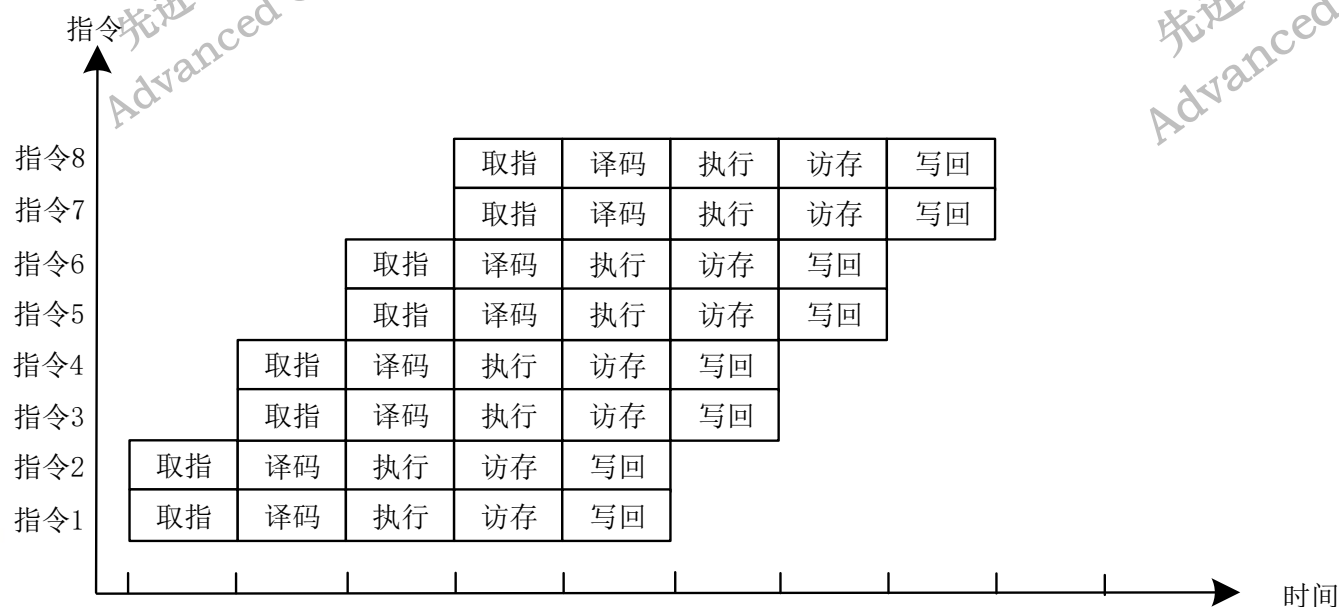 指令
先进
Advanced
先进
Advanced
指令8 取指 译码 执行 访存 写回
指令7 取指 译码 执行 访存 写回
指令6 取指 译码 执行 访存 写回
指令5 取指 译码 执行 访存 写回
指令4 取指 译码 执行 访存 写回
指令3 取指 译码 执行 访存 写回
指令2 取指 译码 执行 访存 写回
指令1 取指 译码 执行 访存 写回
时间